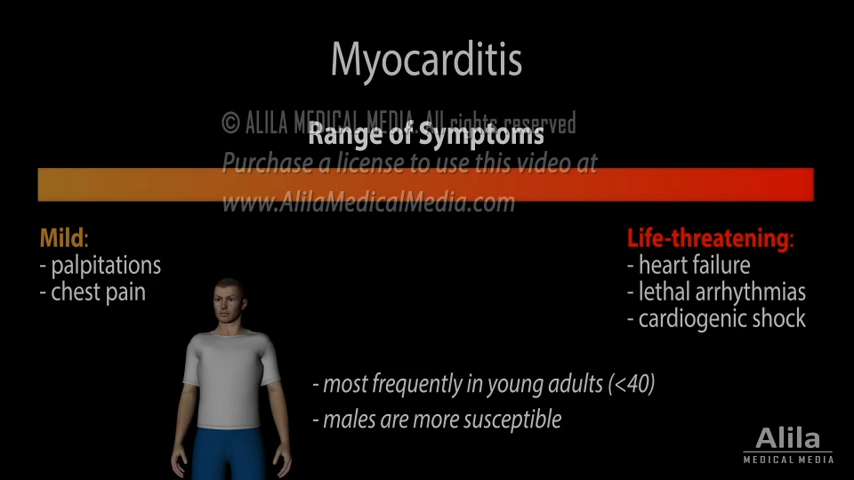 Myocarditis
© ALILA MEDICAL MEDIA. All rights reserved
Range of Symptoms
Purchase a license to use this video at
www.AlilaMedicalMedia.com
Mild:
- palpitations
- chest pain
Life-threatening:
- heart failure
- lethal arrhythmias
- cardiogenic shock
- most frequently in young adults (<40)
- males are more susceptible
Alila
MEDICAL MEDIA